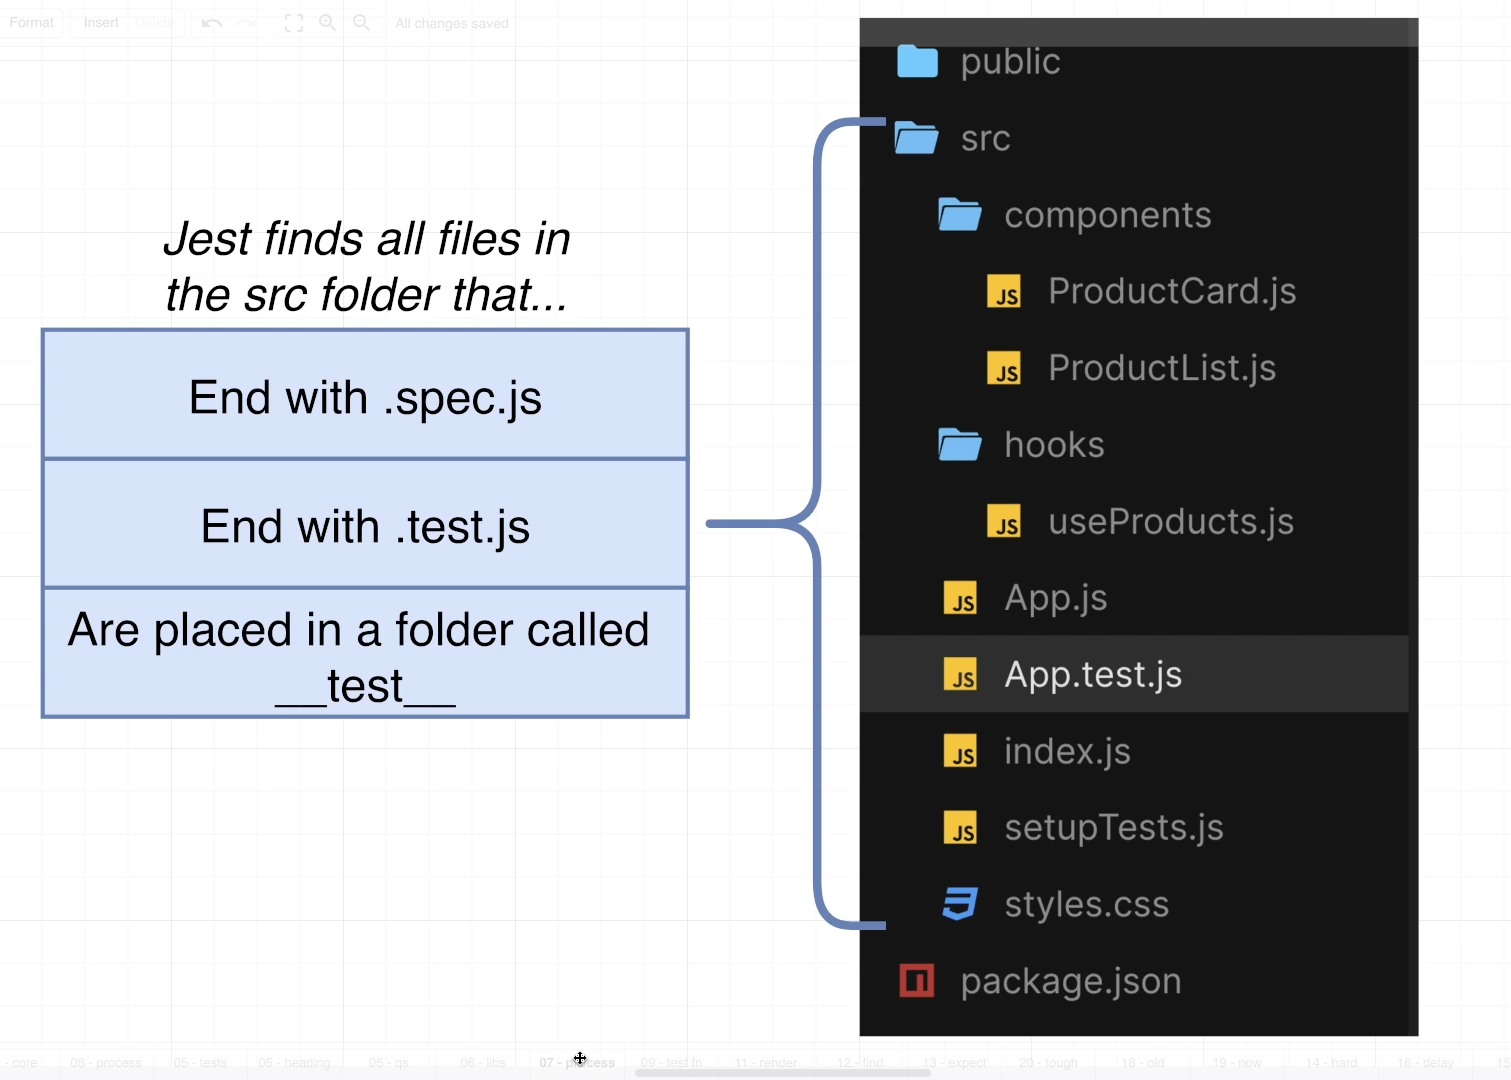 Format Insert Delete All changes saved
Jest finds all files in
the src folder that...
End with .spec.js
End with .test.js
Are placed in a folder called
__test__
public
src
components
JS ProductCard.js
JS ProductList.js
hooks
JS useProducts.js
JS App.js
JS App.test.js
JS index.js
JS setupTests.js
styles.css
package.json
- core 08 - process 05 - tests 05 - heading 05 - qs 06 - libs 07 - process 09 - test fn 11 - render 12 - find 13 - expect 20 - tough 18 - old 19 - now 14 - hard 16 - delay